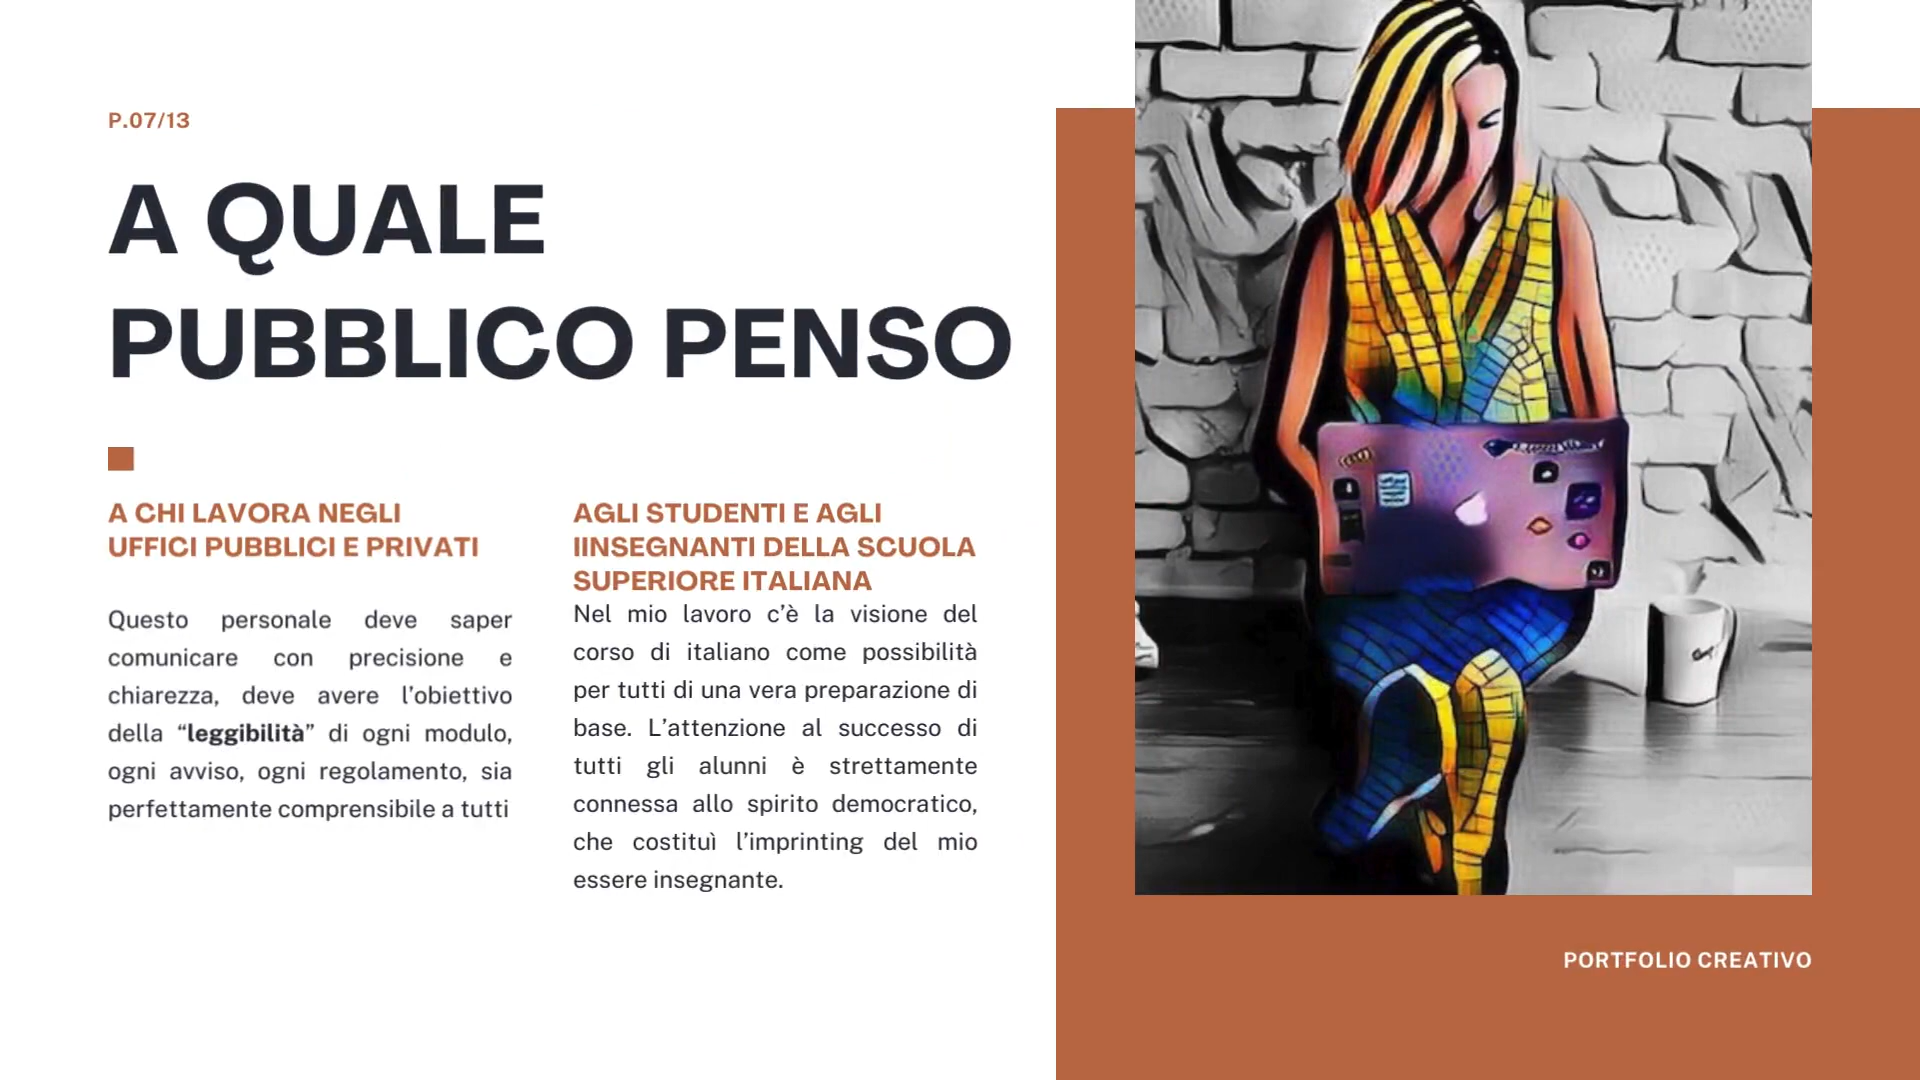 P.07/13
A QUALE
PUBBLICO PENSO
A CHI LAVORA NEGLI
UFFICI PUBBLICI E PRIVATI
Questo personale deve saper
comunicare con precisione e
chiarezza, deve avere l’obiettivo
della “leggibilità” di ogni modulo,
ogni avviso, ogni regolamento, sia
perfettamente comprensibile a tutti
AGLI STUDENTI E AGLI
IINSEGNANTI DELLA SCUOLA
SUPERIORE ITALIANA
Nel mio lavoro c’è la visione del
corso di italiano come possibilità
per tutti di una vera preparazione di
base. L’attenzione al successo di
tutti gli alunni è strettamente
connessa allo spirito democratico,
che costituì l’imprinting del mio
essere insegnante.
PORTFOLIO CREATIVO